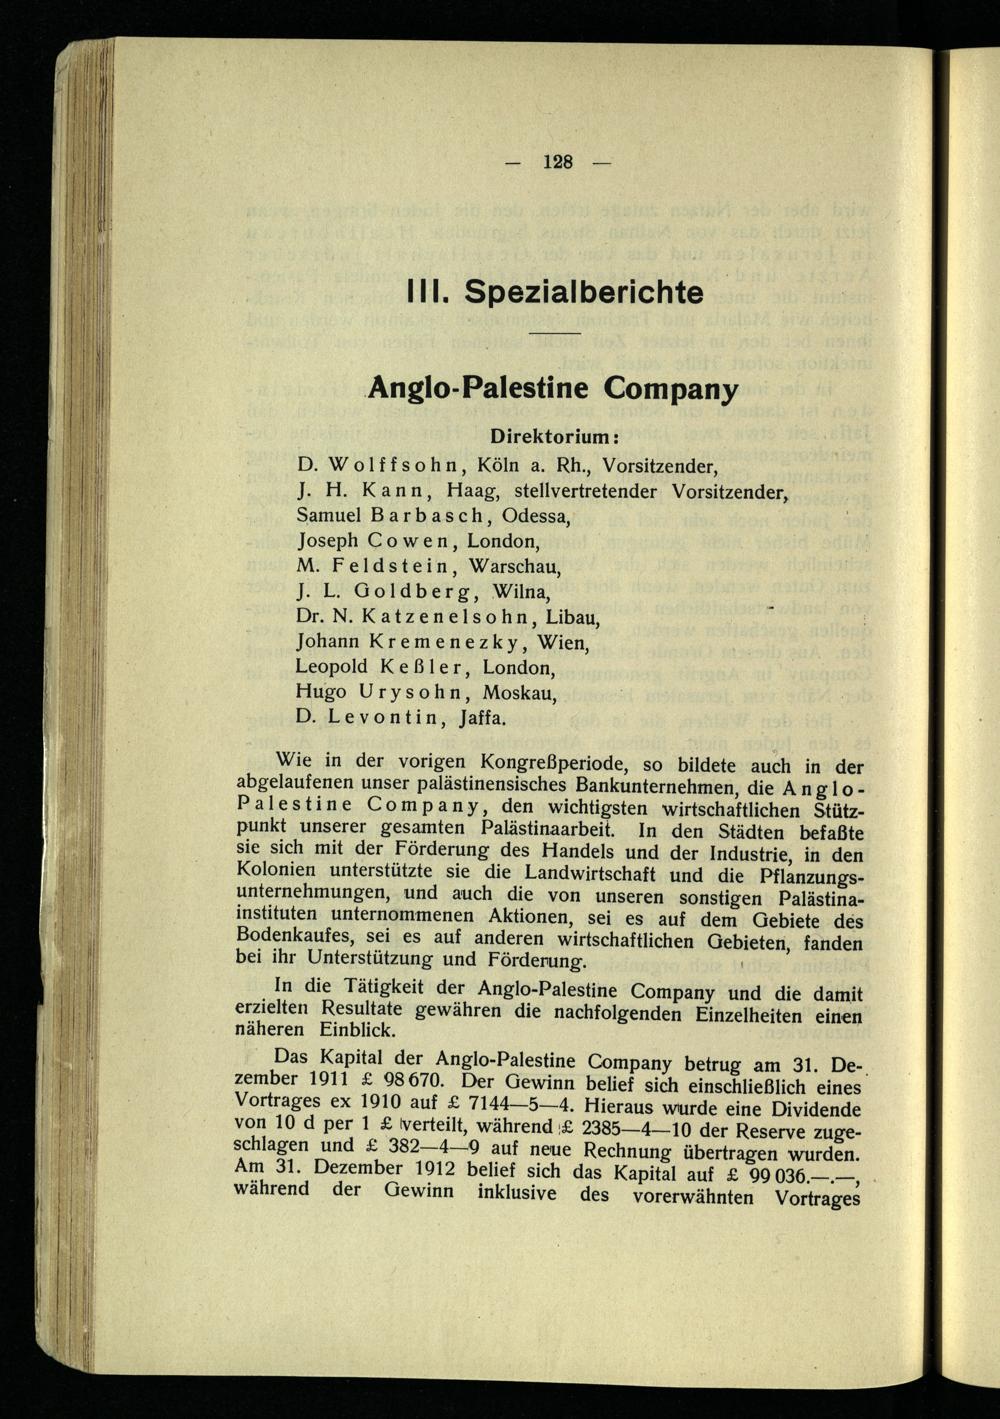 — 128 —
III. Spezialberichte
Anglo-Palestine Company
Direktorium:
D. Wolffsohn, Köln a. Rh., Vorsitzender,
J. H. Kann, Haag, stellvertretender Vorsitzender,
Samuel Barbasch, Odessa,
Joseph Cowen, London,
M. Feldstein, Warschau,
J. L. Goldberg, Wilna,
Dr. N. Katzenelsohn, Libau,
Johann Kremenezky, Wien,
Leopold Keßler, London,
Hugo Urysohn, Moskau,
D. Levontin, Jaffa.
Wie in der vorigen Kongreßperiode, so bildete auch in der
abgelaufenen unser palästinensisches Bankunternehmen, die Anglo-
Palestine Company, den wichtigsten wirtschaftlichen Stütz-
punkt unserer gesamten Palästinaarbeit. In den Städten befaßte
sie sich mit der Förderung des Handels und der Industrie, in den
Kolonien unterstützte sie die Landwirtschaft und die Pflanzungs-
unternehmungen, und auch die von unseren sonstigen Palästina-
instituten unternommenen Aktionen, sei es auf dem Gebiete des
Bodenkaufes, sei es auf anderen wirtschaftlichen Gebieten, fanden
bei ihr Unterstützung und Förderung.
In die Tätigkeit der Anglo-Palestine Company und die damit
erzielten Resultate gewähren die nachfolgenden Einzelheiten einen
näheren Einblick.
Das Kapital der Anglo-Palestine Company betrug am 31. De-
zember 1911 £ 98 670. Der Gewinn belief sich einschließlich eines
Vortrages ex 1910 auf £ 7144—5—4. Hieraus wurde eine Dividende
von 10 d per 1 £ verteilt, während £ 2385—4—10 der Reserve zuge-
schlagen und £ 382—4—9 auf neue Rechnung übertragen wurden.
Am 31. Dezember 1912 belief sich das Kapital auf £ 99 036.—.—,
während der Gewinn inklusive des vorerwähnten Vortrages